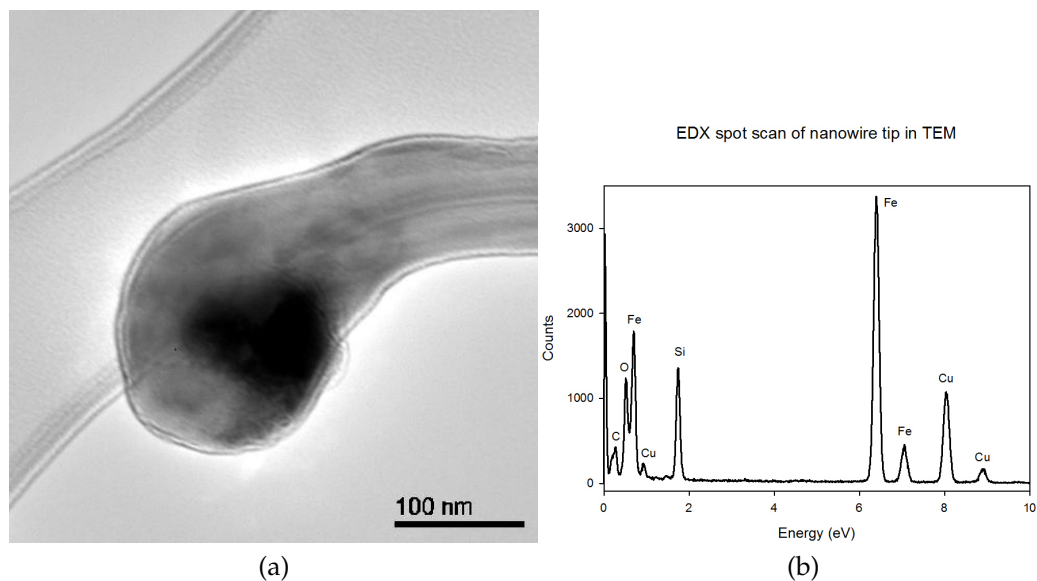 100 nm
(a)
EDX spot scan of nanowire tip in TEM
Counts
3000
2000
1000
0
Fe
Fe
O
Si
C
Cu
Fe
Cu
Cu
0 2 4 6 8 10
Energy (eV)
(b)